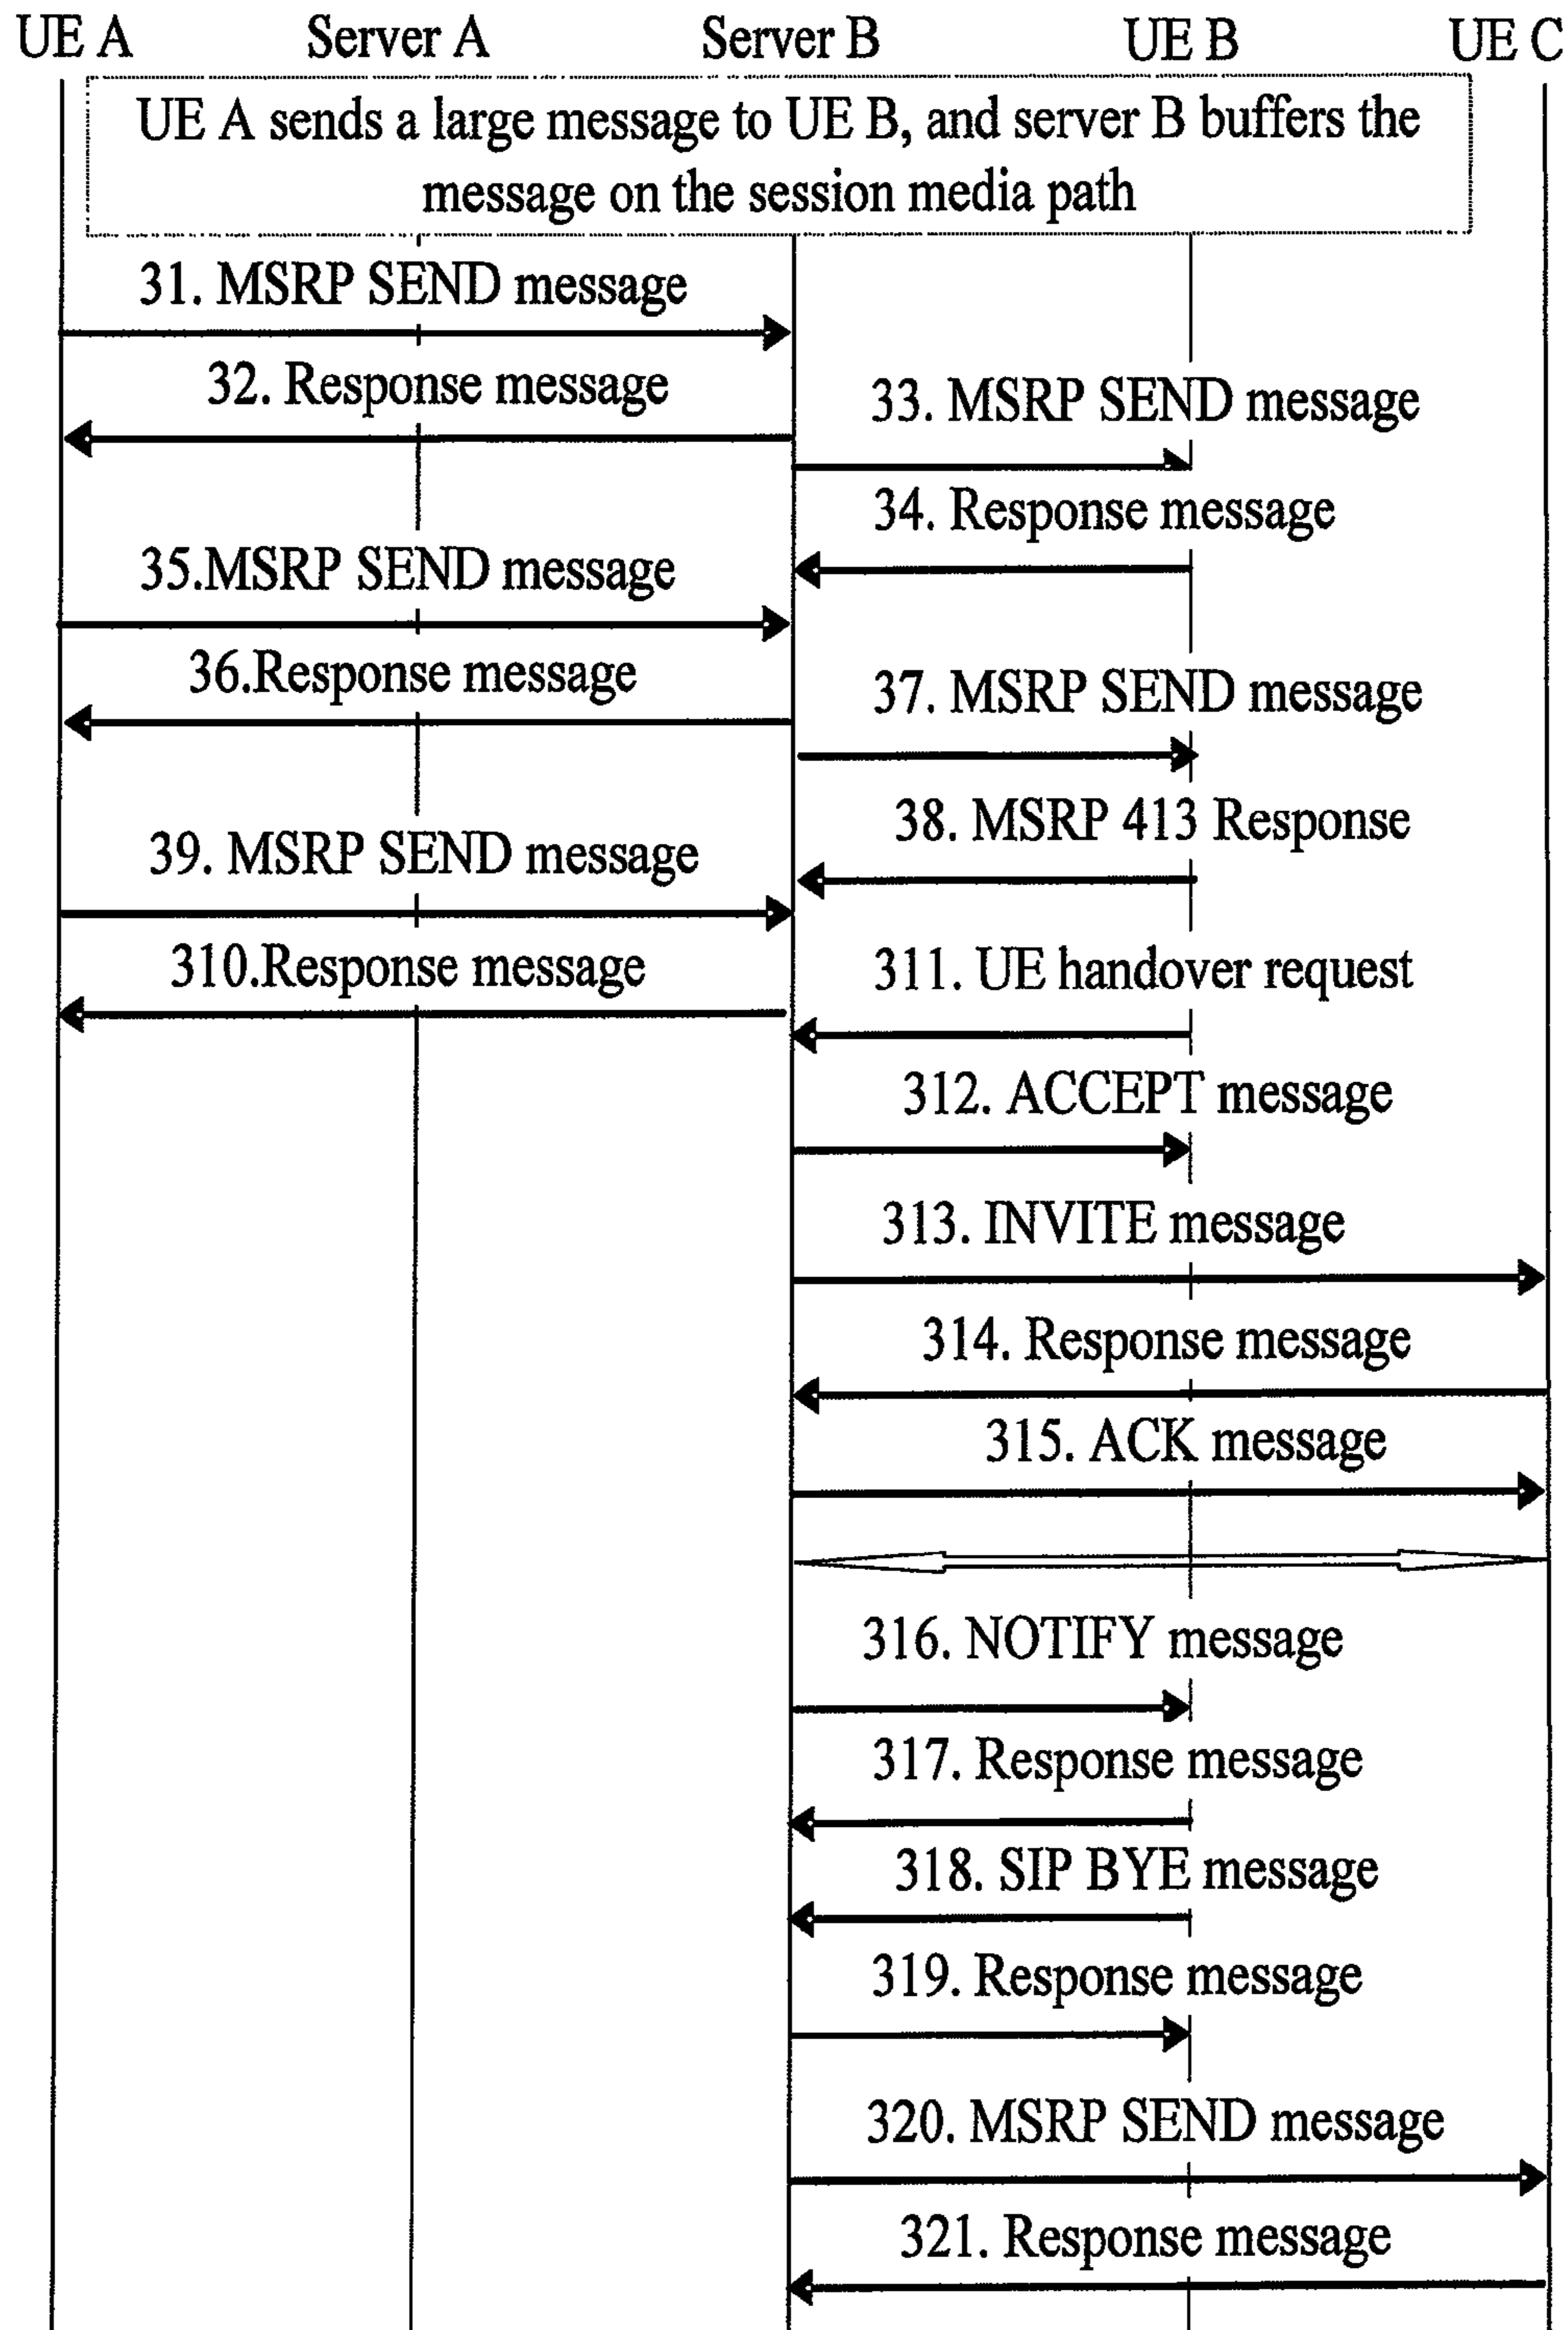 UE A Server A Server B UE B UE C
UE A sends a large message to UE B, and server B buffers the
message on the session media path
31. MSRP SEND message
32. Response message
33. MSRP SEND message
34. Response message
35.MSRP SEND message
36.Response message
37. MSRP SEND message
38. MSRP 413 Response
39. MSRP SEND message
310.Response message
311. UE handover request
312. ACCEPT message
313. INVITE message
314. Response message
315. ACK message
316. NOTIFY message
317. Response message
318. SIP BYE message
319. Response message
320. MSRP SEND message
321. Response message